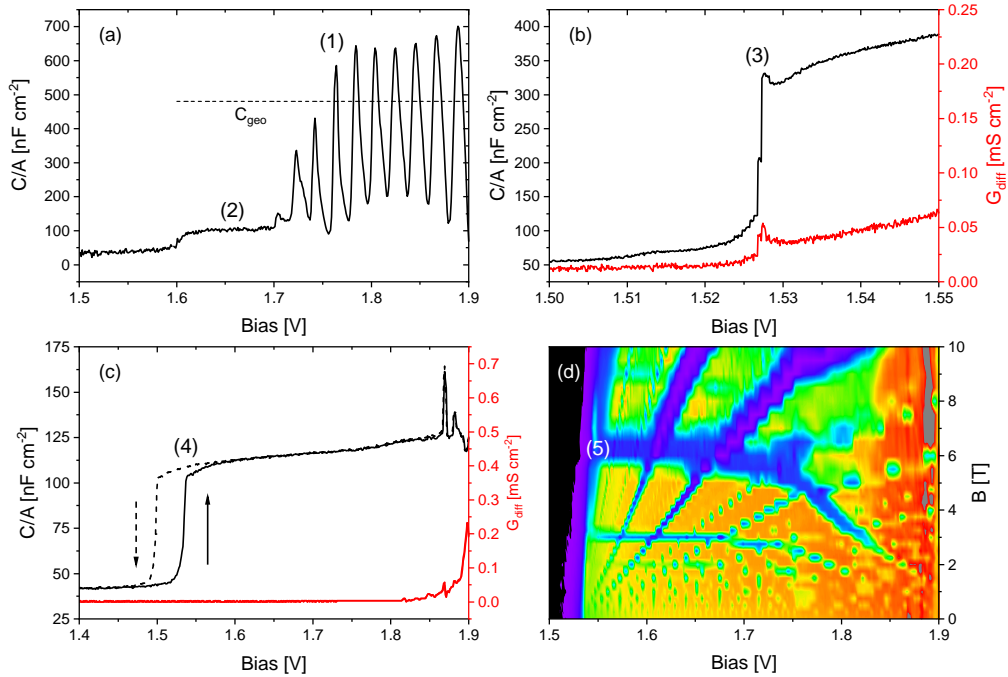 (a)
(1)
C_geo
(2)
C/A [nF cm⁻²]
700
600
500
400
300
200
100
0
1.5 1.6 1.7 1.8 1.9
Bias [V]
(b)
(3)
C/A [nF cm⁻²]
400
350
300
250
200
150
100
50
0.25
0.20
0.15
0.10
0.05
0.00
G_diff [mS cm⁻²]
1.50 1.51 1.52 1.53 1.54 1.55
Bias [V]
(c)
(4)
C/A [nF cm⁻²]
175
150
125
100
75
50
25
0.7
0.6
0.5
0.4
0.3
0.2
0.1
0.0
G_diff [mS cm⁻²]
1.4 1.5 1.6 1.7 1.8 1.9
Bias [V]
(d)
(5)
10
8
6
4
2
0
B [T]
1.5 1.6 1.7 1.8 1.9
Bias [V]